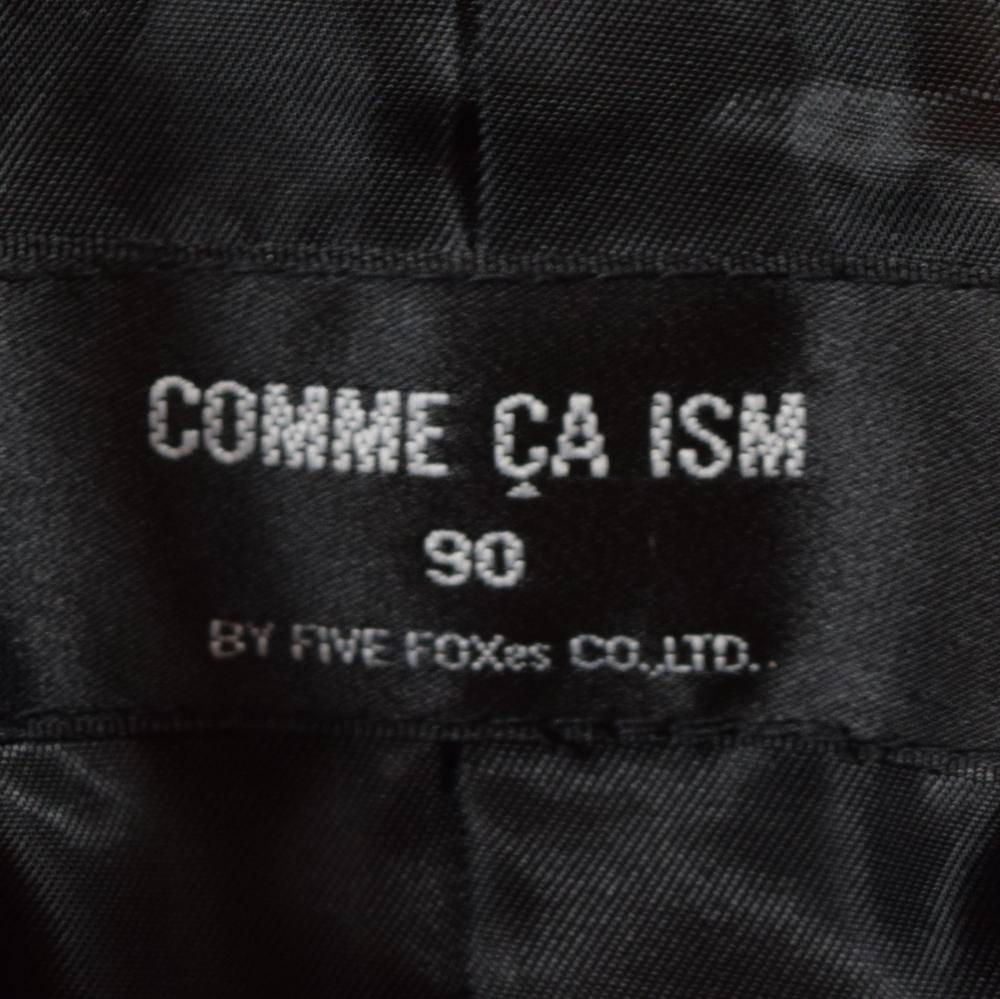 COMME ÇA ISM
90
BY FIVE FOXes CO.,LTD.